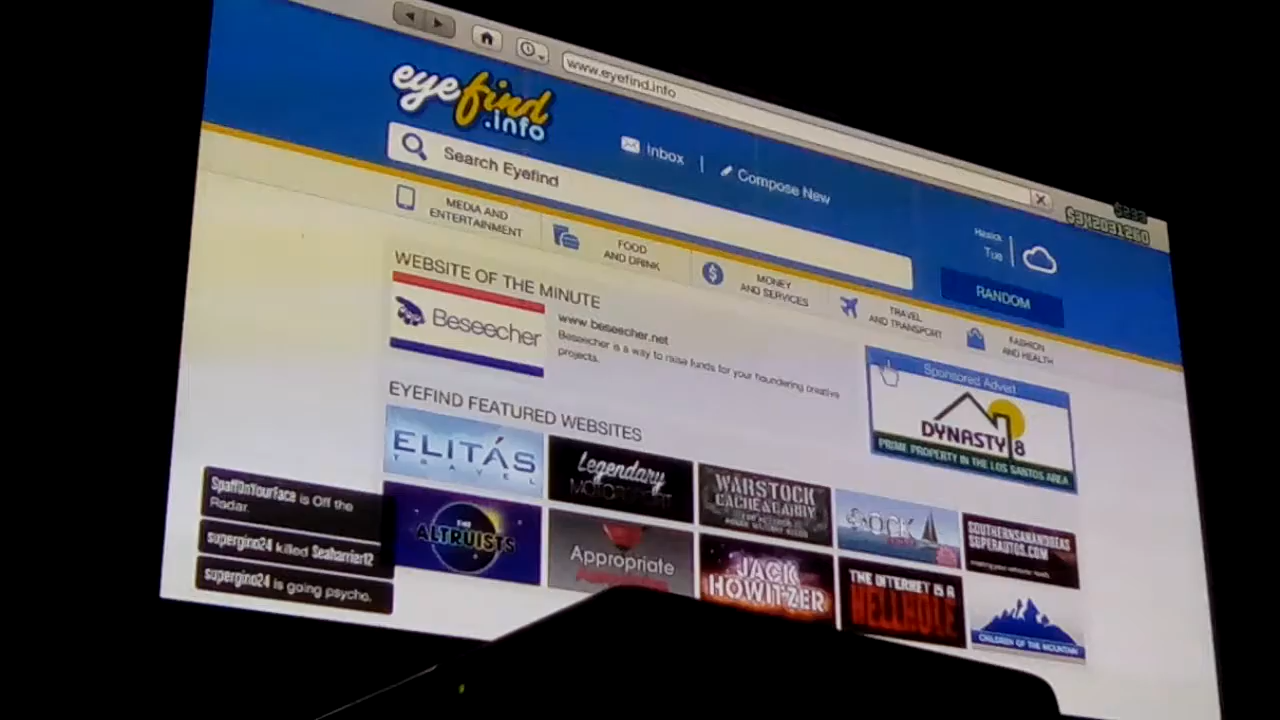 www.eyefind.info
eyefind
.info
Inbox | Compose New
Search Eyefind
$342031260
Tue
RANDOM
MEDIA AND
ENTERTAINMENT
FOOD
AND DRINK
MONEY
AND SERVICES
TRAVEL
AND TRANSPORT
FASHION
AND HEALTH
WEBSITE OF THE MINUTE
Beseecher
www.beseecher.net
Beseecher is a way to raise funds for your floundering creative
projects.
Sponsored Advert
DYNASTY 8
PRIME PROPERTY IN THE LOS SANTOS AREA
EYEFIND FEATURED WEBSITES
ELITÁS
TRAVEL
Legendary
MOTORSPORT
WARSTOCK
CACHE & CARRY
DOCK
SOUTHERNSANANDREAS
SUPERAUTOS.COM
THE
ALTRUISTS
Appropriate
JACK
HOWITZER
THE INTERNET IS A
HELLHOLE
CHILDREN OF THE MOUNTAIN
SpaffOnYourFace is Off the
Radar.
supergino24 killed Seaharrier12
supergino24 is going psycho.